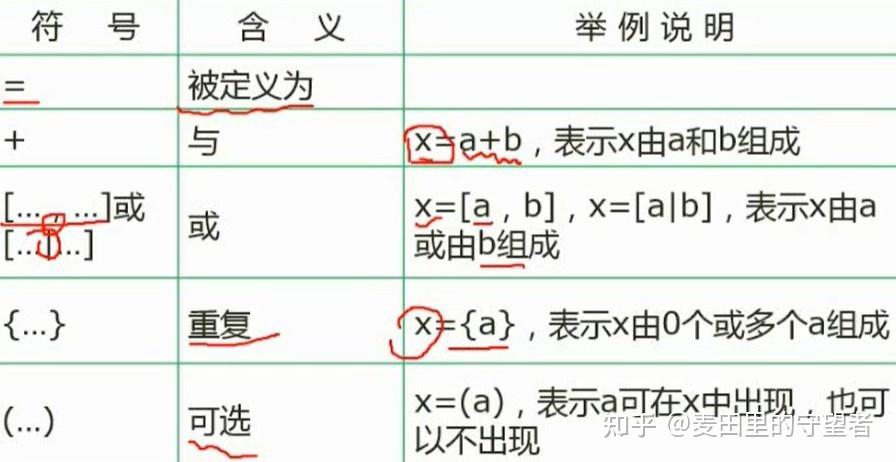 符 号 含 义 举 例 说 明
= 被定义为
+ 与 x=a+b，表示x由a和b组成
[...，...]或 或 x=[a，b]，x=[a|b]，表示x由a
[...|...] 或由b组成
{...} 重复 x={a}，表示x由0个或多个a组成
(...) 可选 x=(a)，表示a可在x中出现，也可
以不出现
知乎 @麦田里的守望者